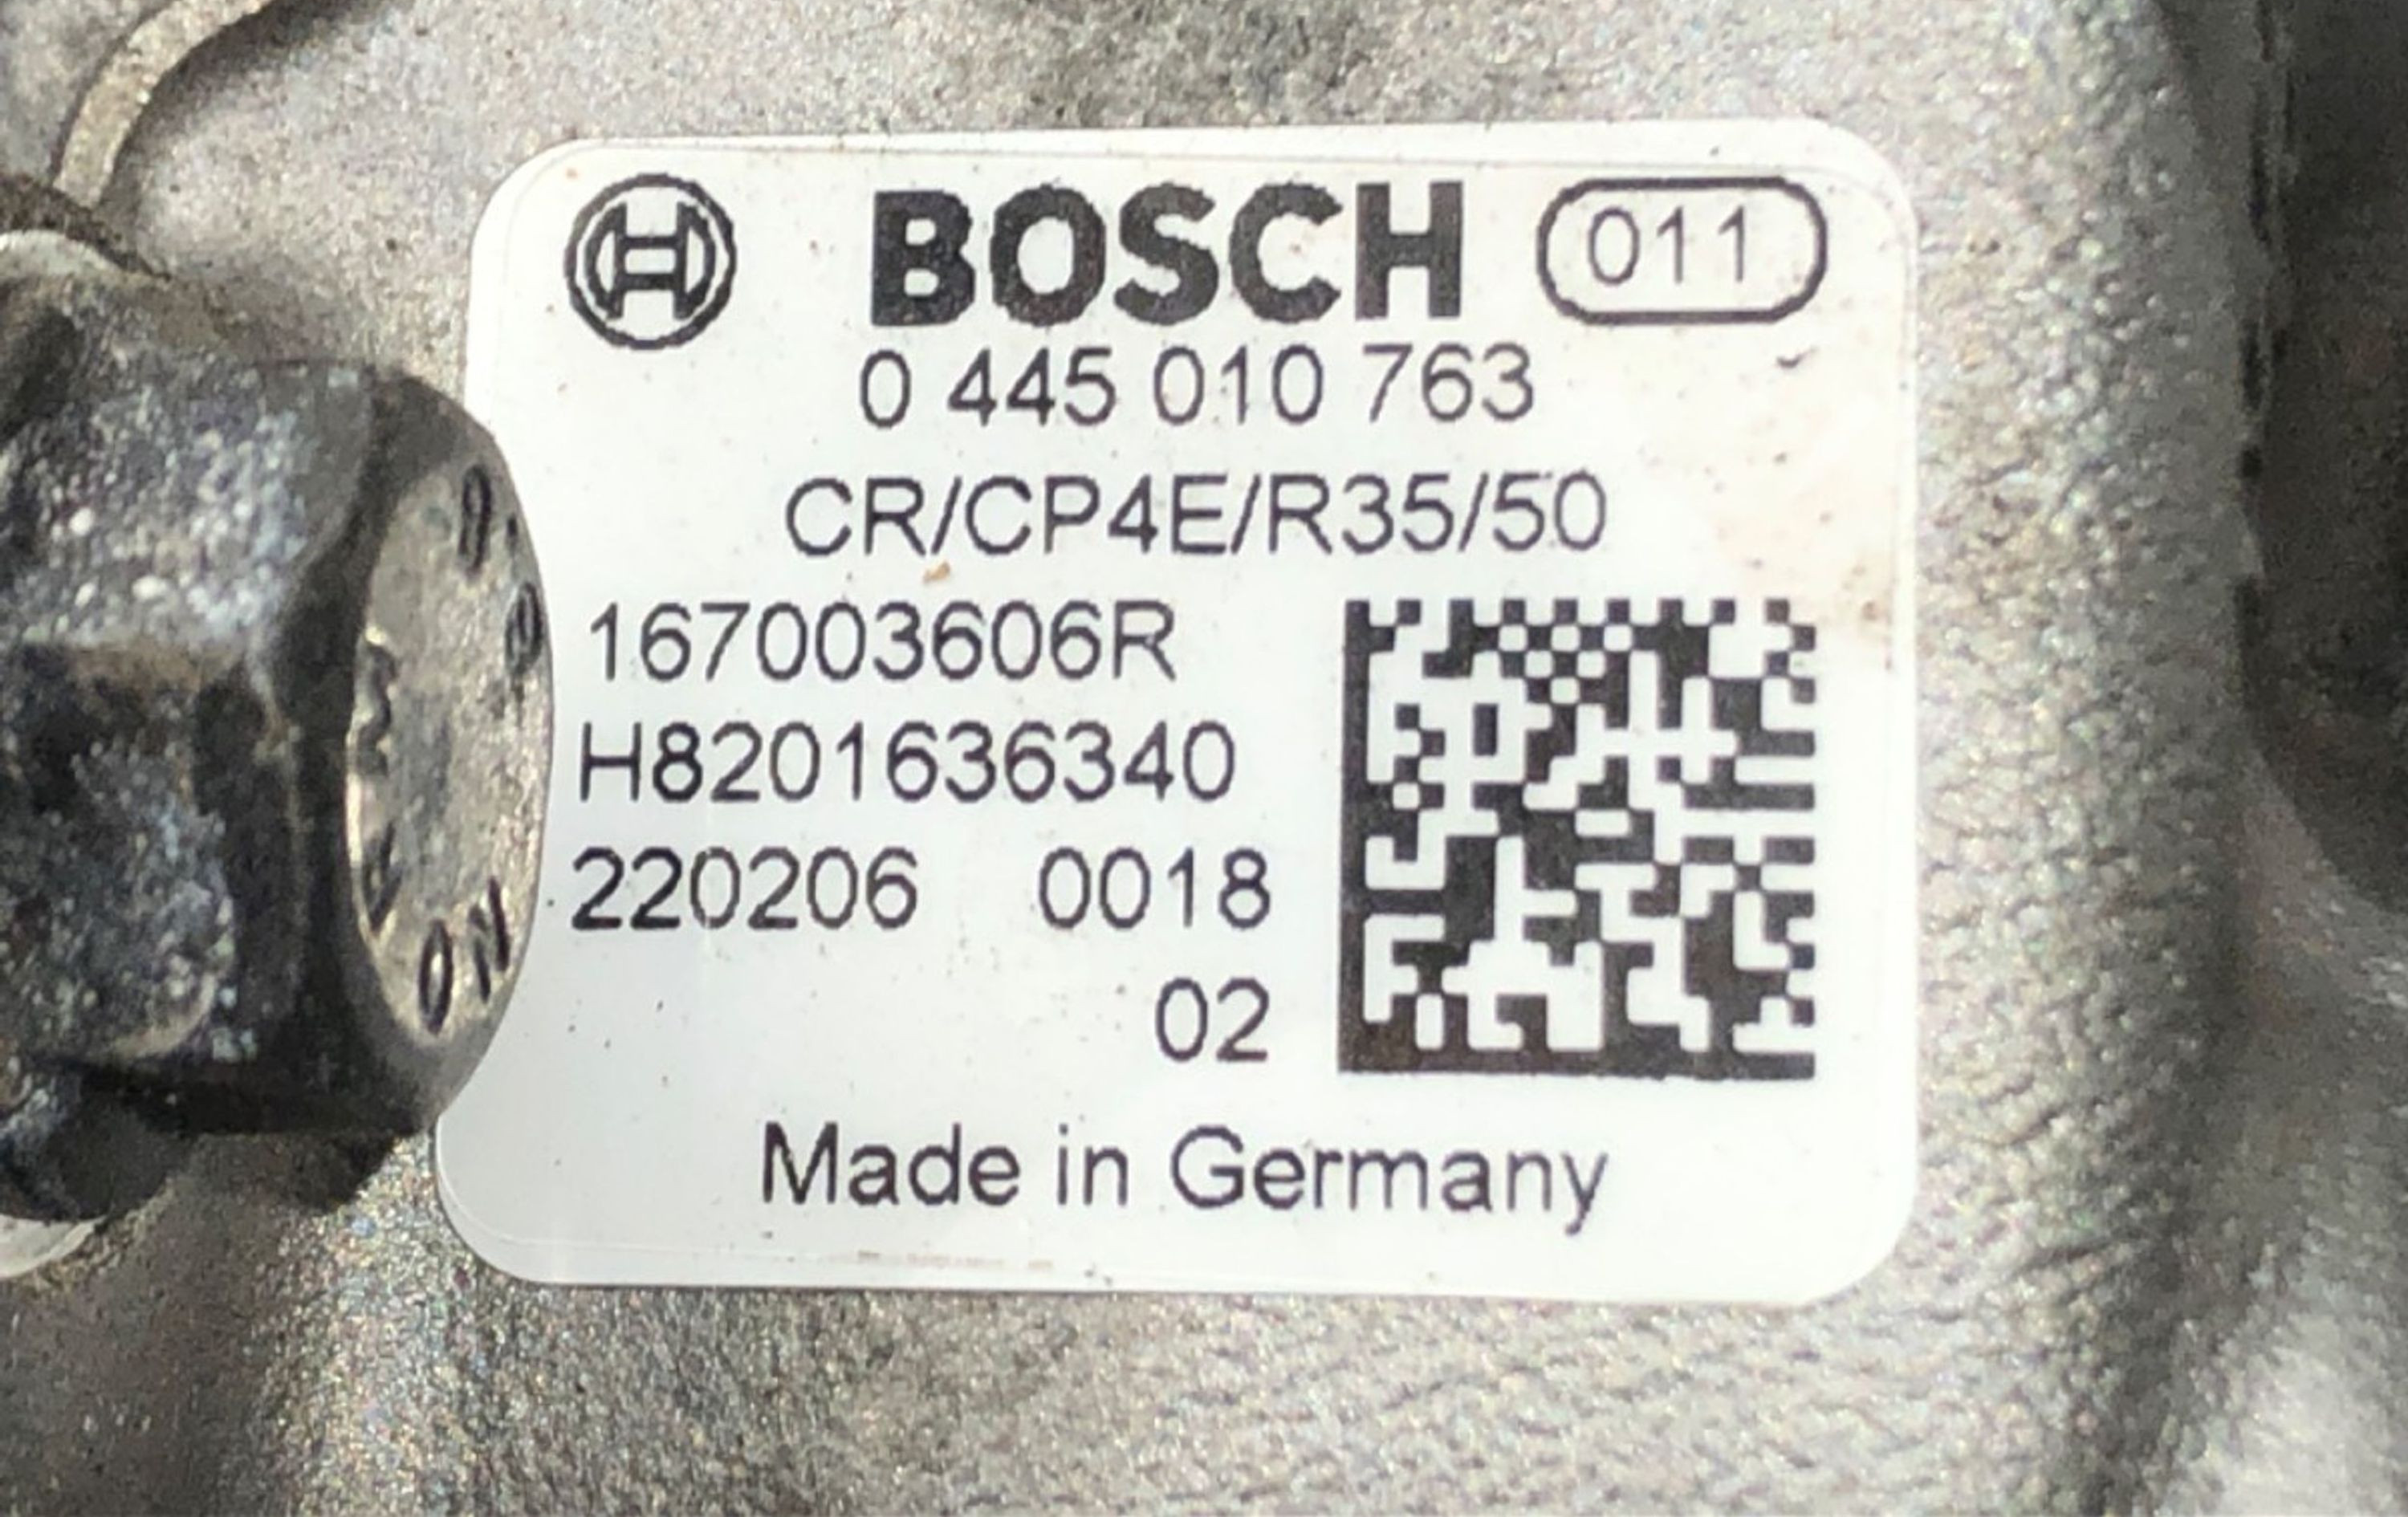 BOSCH 011
0 445 010 763
CR/CP4E/R35/50
167003606R
H8201636340
220206 0018
02
Made in Germany